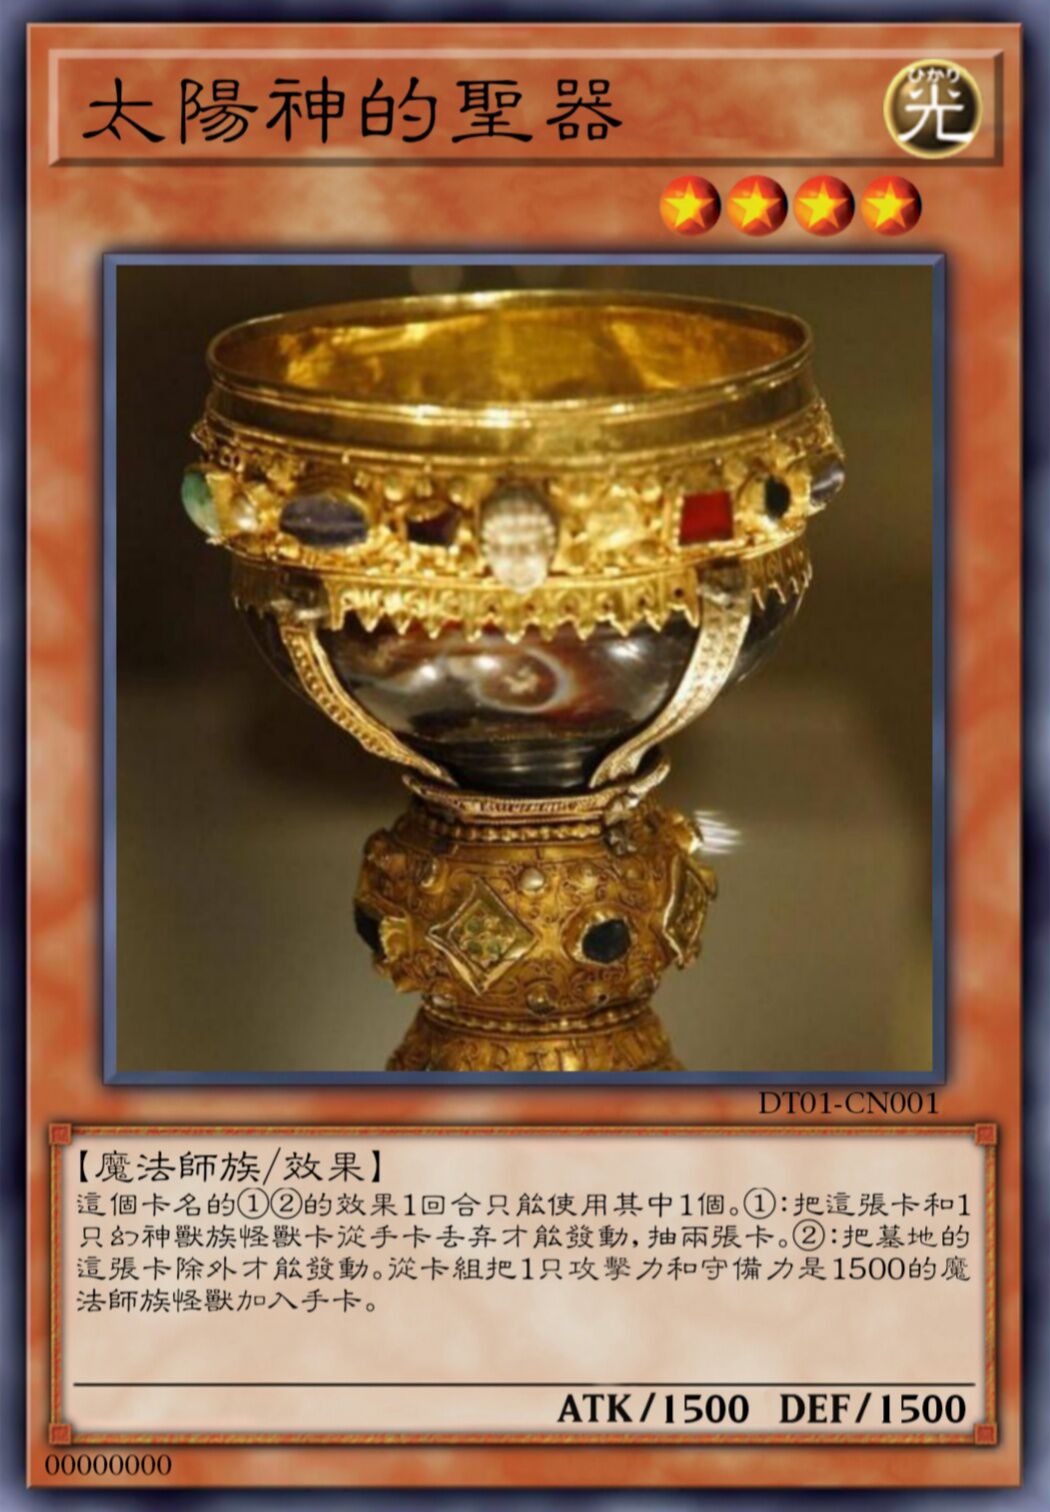 太陽神的聖器
ひかり
光
DT01-CN001
【魔法師族/效果】
這個卡名的①②的效果1回合只能使用其中1個。①:把這張卡和1
只幻神獸族怪獸卡從手卡丟弃才能發動,抽兩張卡。②:把墓地的
這張卡除外才能發動。從卡組把1只攻擊力和守備力是1500的魔
法師族怪獸加入手卡。
ATK/1500 DEF/1500
00000000